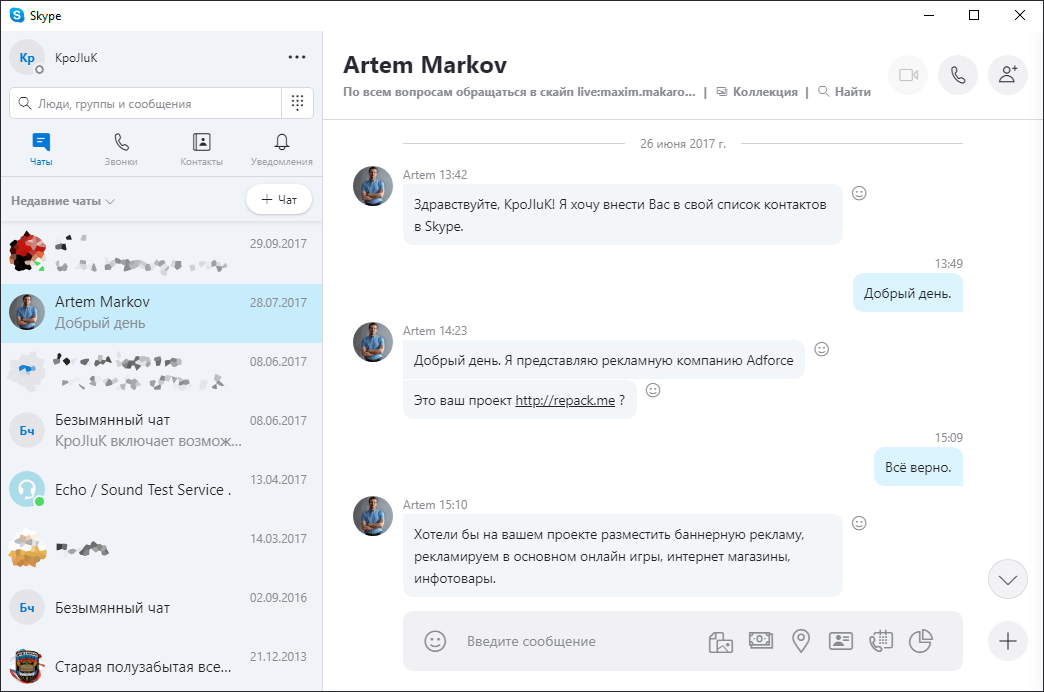 Skype
Кр
KpoJIuK
Люди, группы и сообщения
Чаты
Звонки
Контакты
Уведомления
Недавние чаты
Чат
29.09.2017
Artem Markov
28.07.2017
Добрый день
08.06.2017
Бч
Безымянный чат
08.06.2017
KpoJIuK включает возмож...
Echo / Sound Test Service .
13.04.2017
14.03.2017
Бч
Безымянный чат
02.09.2016
Старая полузабытая все...
21.12.2013
Artem Markov
По всем вопросам обращаться в скайп live:maxim.makaro... | Коллекция | Найти
26 июня 2017 г.
Artem 13:42
Здравствуйте, KpoJIuK! Я хочу внести Вас в свой список контактов
в Skype.
13:49
Добрый день.
Artem 14:23
Добрый день. Я представляю рекламную компанию Adforce
Это ваш проект http://repack.me ?
15:09
Всё верно.
Artem 15:10
Хотели бы на вашем проекте разместить баннерную рекламу,
рекламируем в основном онлайн игры, интернет магазины,
инфотовары.
Введите сообщение